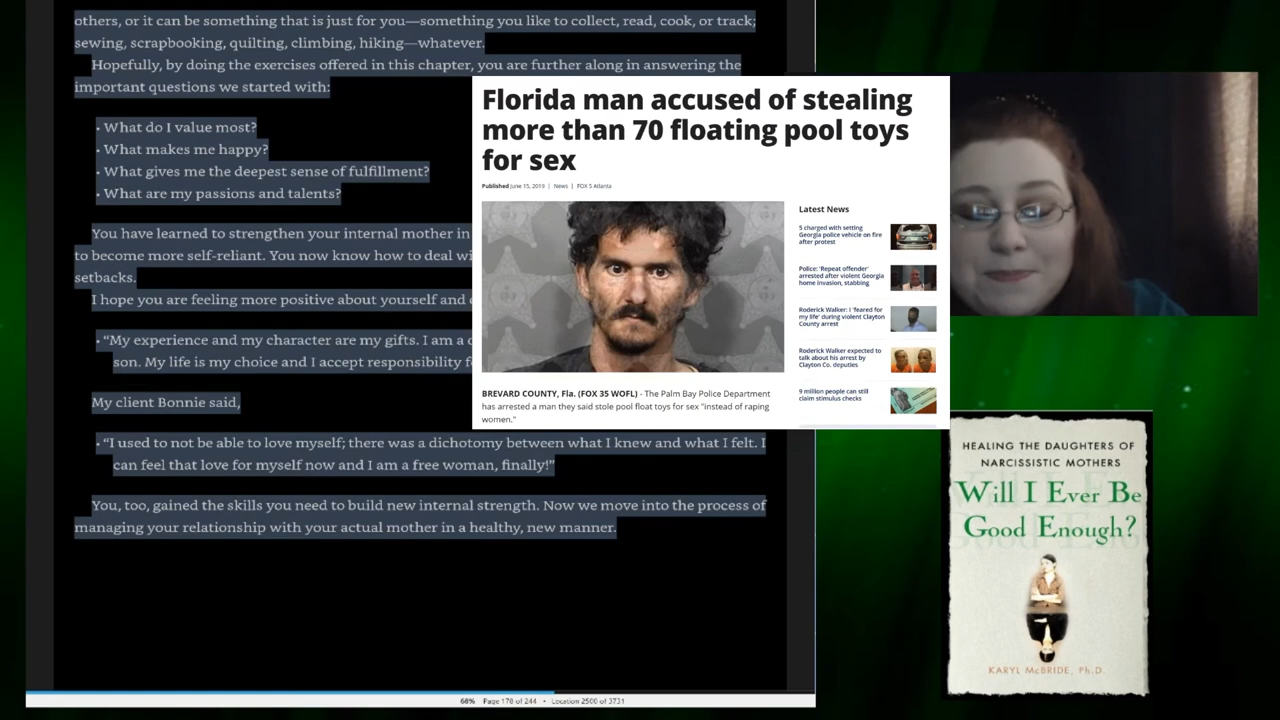 others, or it can be something that is just for you—something you like to collect, read, cook, or track;
sewing, scrapbooking, quilting, climbing, hiking—whatever.
Hopefully, by doing the exercises offered in this chapter, you are further along in answering the
important questions we started with:
• What do I value most?
• What makes me happy?
• What gives me the deepest sense of fulfillment?
• What are my passions and talents?
You have learned to strengthen your internal mother in
to become more self-reliant. You now know how to deal wi
setbacks.
I hope you are feeling more positive about yourself and
• “My experience and my character are my gifts. I am a
son. My life is my choice and I accept responsibility f
My client Bonnie said,
• “I used to not be able to love myself; there was a dichotomy between what I knew and what I felt. I
can feel that love for myself now and I am a free woman, finally!”
You, too, gained the skills you need to build new internal strength. Now we move into the process of
managing your relationship with your actual mother in a healthy, new manner.
68% Page 178 of 244 • Location 2500 of 3731
Florida man accused of stealing
more than 70 floating pool toys
for sex
Published June 15, 2019 | News | FOX 5 Atlanta
BREVARD COUNTY, Fla. (FOX 35 WOFL) - The Palm Bay Police Department
has arrested a man they said stole pool float toys for sex "instead of raping
women."
Latest News
5 charged with setting
Georgia police vehicle on fire
after protest
Police: 'Repeat offender'
arrested after violent Georgia
home invasion, stabbing
Roderick Walker: I 'feared for
my life' during violent Clayton
County arrest
Roderick Walker expected to
talk about his arrest by
Clayton Co. deputies
9 million people can still
claim stimulus checks
HEALING THE DAUGHTERS OF
NARCISSISTIC MOTHERS
Will I Ever Be
Good Enough?
KARYL McBRIDE, Ph.D.